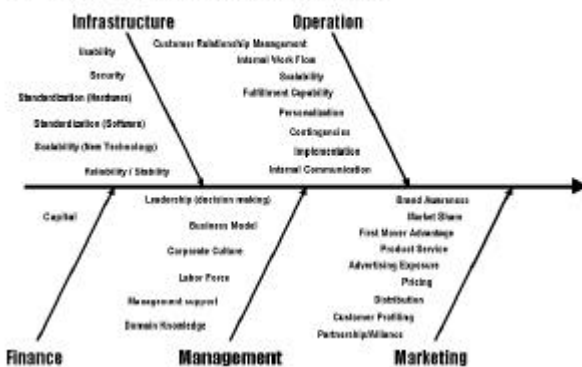 Infrastructure
Operation
Usability
Security
Standardization (Hardware)
Standardization (Software)
Scalability (New Technology)
Reliability / Stability
Customer Relationship Management
Internal Work Flow
Scalability
Fulfillment Capability
Personalization
Contingencies
Implementation
Internal Communication
Capital
Leadership (decision making)
Business Model
Corporate Culture
Labor Force
Management support
Domain Knowledge
Brand Awareness
Market Share
First Mover Advantage
Product Service
Advertising Exposure
Pricing
Distribution
Customer Profiling
Partnership/Alliance
Finance
Management
Marketing